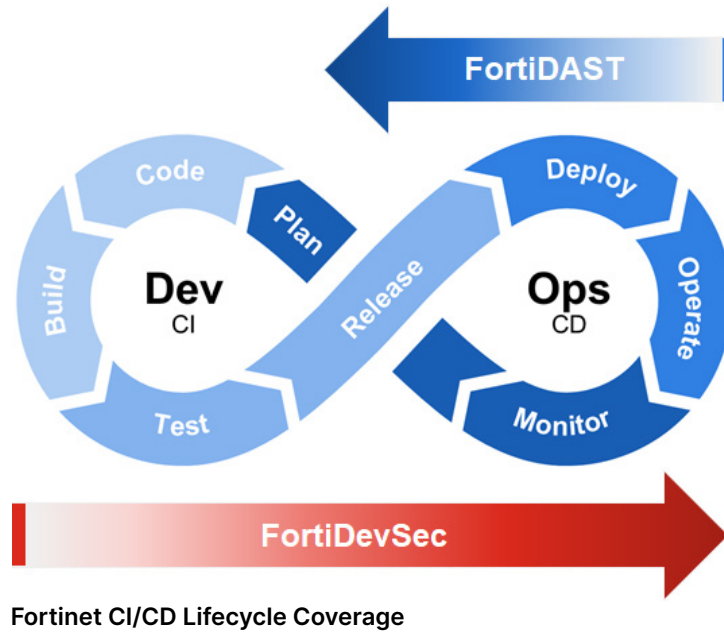 FortiDAST
Code
Plan
Build
Dev
CI
Test
Release
Deploy
Operate
Ops
CD
Monitor
FortiDevSec
Fortinet CI/CD Lifecycle Coverage